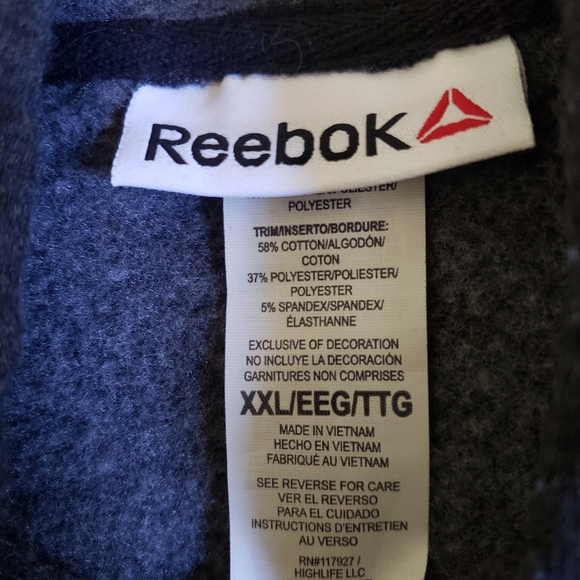 Reebok
POLYESTER
TRIM/INSERTO/BORDURE:
58% COTTON/ALGODÓN/
COTON
37% POLYESTER/POLIESTER/
POLYESTER
5% SPANDEX/SPANDEX/
ÉLASTHANNE
EXCLUSIVE OF DECORATION
NO INCLUYE LA DECORACIÓN
GARNITURES NON COMPRISES
XXL/EEG/TTG
MADE IN VIETNAM
HECHO EN VIETNAM
FABRIQUÉ AU VIETNAM
SEE REVERSE FOR CARE
VER EL REVERSO
PARA EL CUIDADO
INSTRUCTIONS D'ENTRETIEN
AU VERSO
RN#117927 /
HIGHLIFE LLC